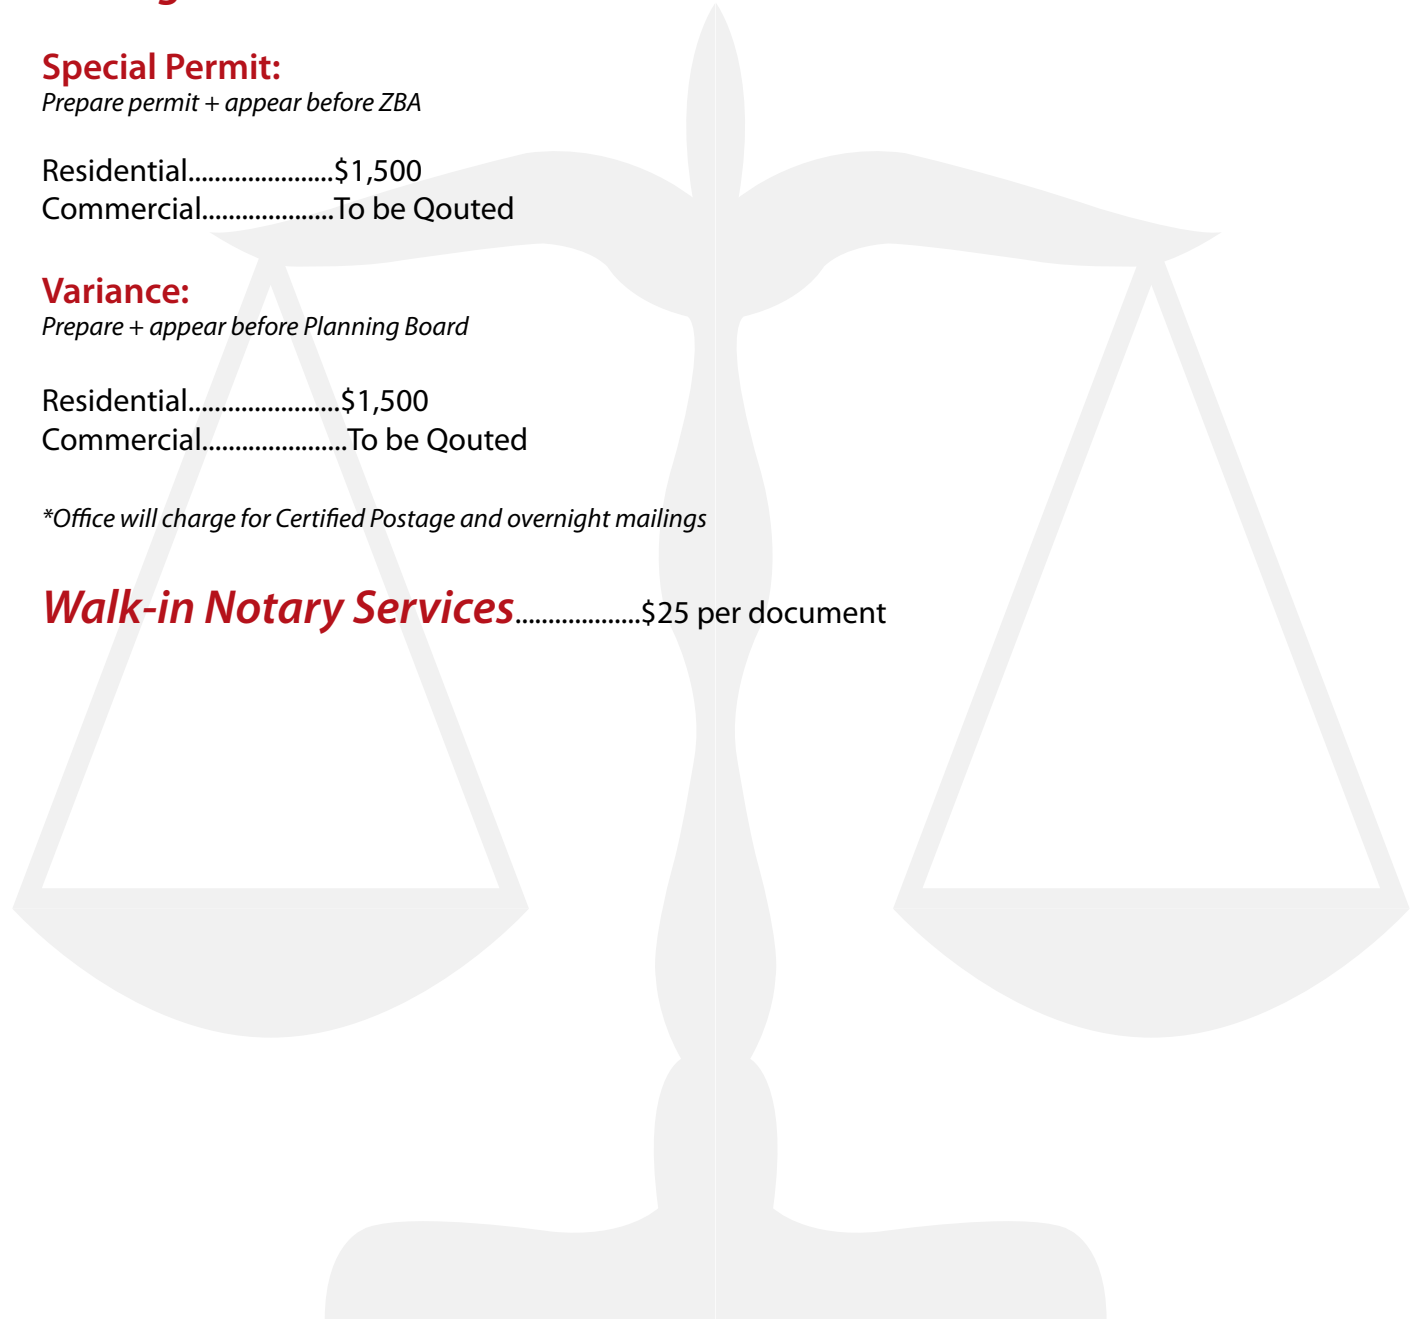 Special Permit:
Prepare permit + appear before ZBA
Residential......................$1,500
Commercial....................To be Qouted
Variance:
Prepare + appear before Planning Board
Residential.......................$1,500
Commercial......................To be Qouted
*Office will charge for Certified Postage and overnight mailings
Walk-in Notary Services...................$25 per document